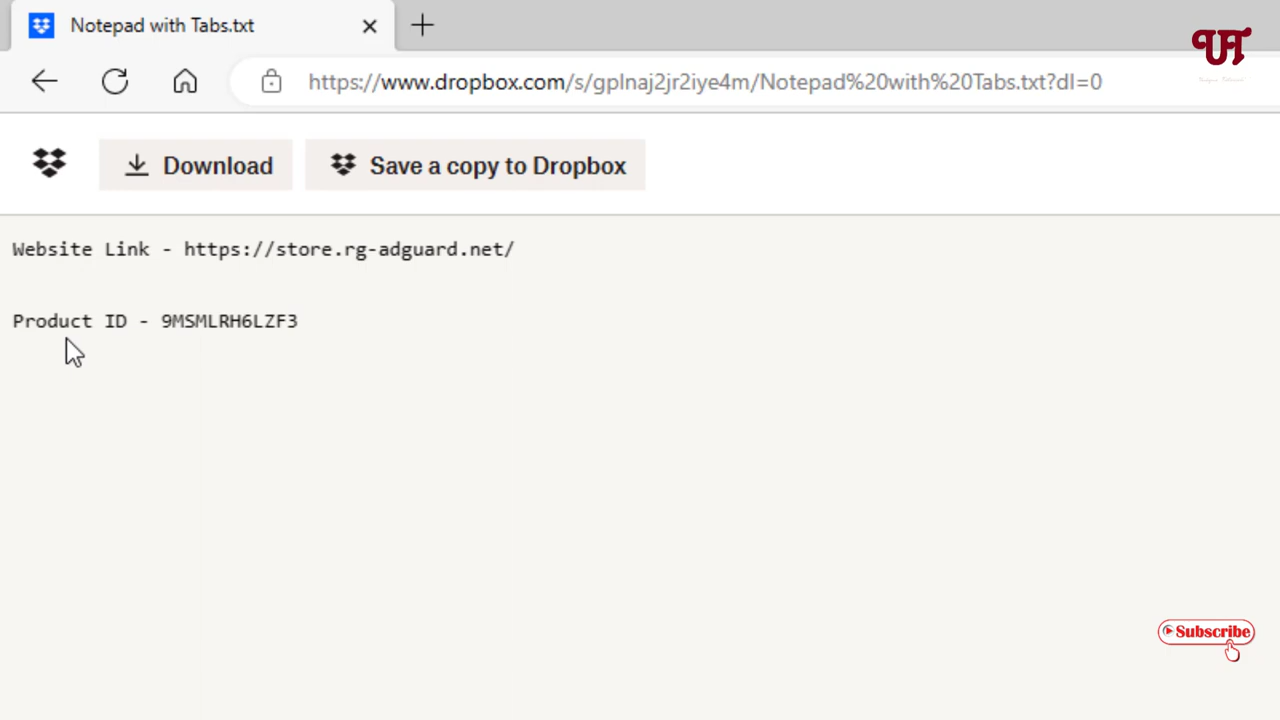 Notepad with Tabs.txt
UT
https://www.dropbox.com/s/gplnaj2jr2iye4m/Notepad%20with%20Tabs.txt?dl=0
Download
Save a copy to Dropbox
Website Link - https://store.rg-adguard.net/
Product ID - 9MSMLRH6LZF3
Subscribe